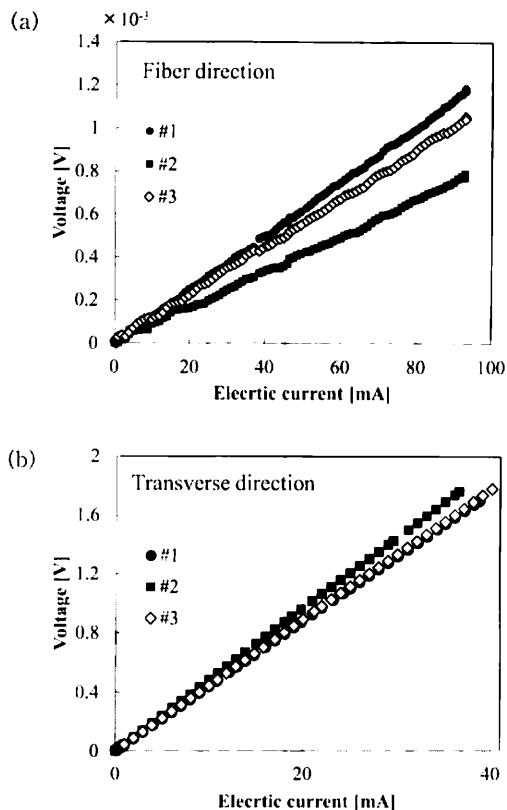 (a)
× 10⁻³
1.4
Fiber direction
1.2
1
#1
0.8
#2
0.6
#3
0.4
0.2
0
0 20 40 60 80 100
Voltage [V]
Elecrtic current [mA]
(b)
2
Transverse direction
1.6
#1
1.2
#2
#3
0.8
0.4
0
0 20 40
Voltage [V]
Elecrtic current [mA]